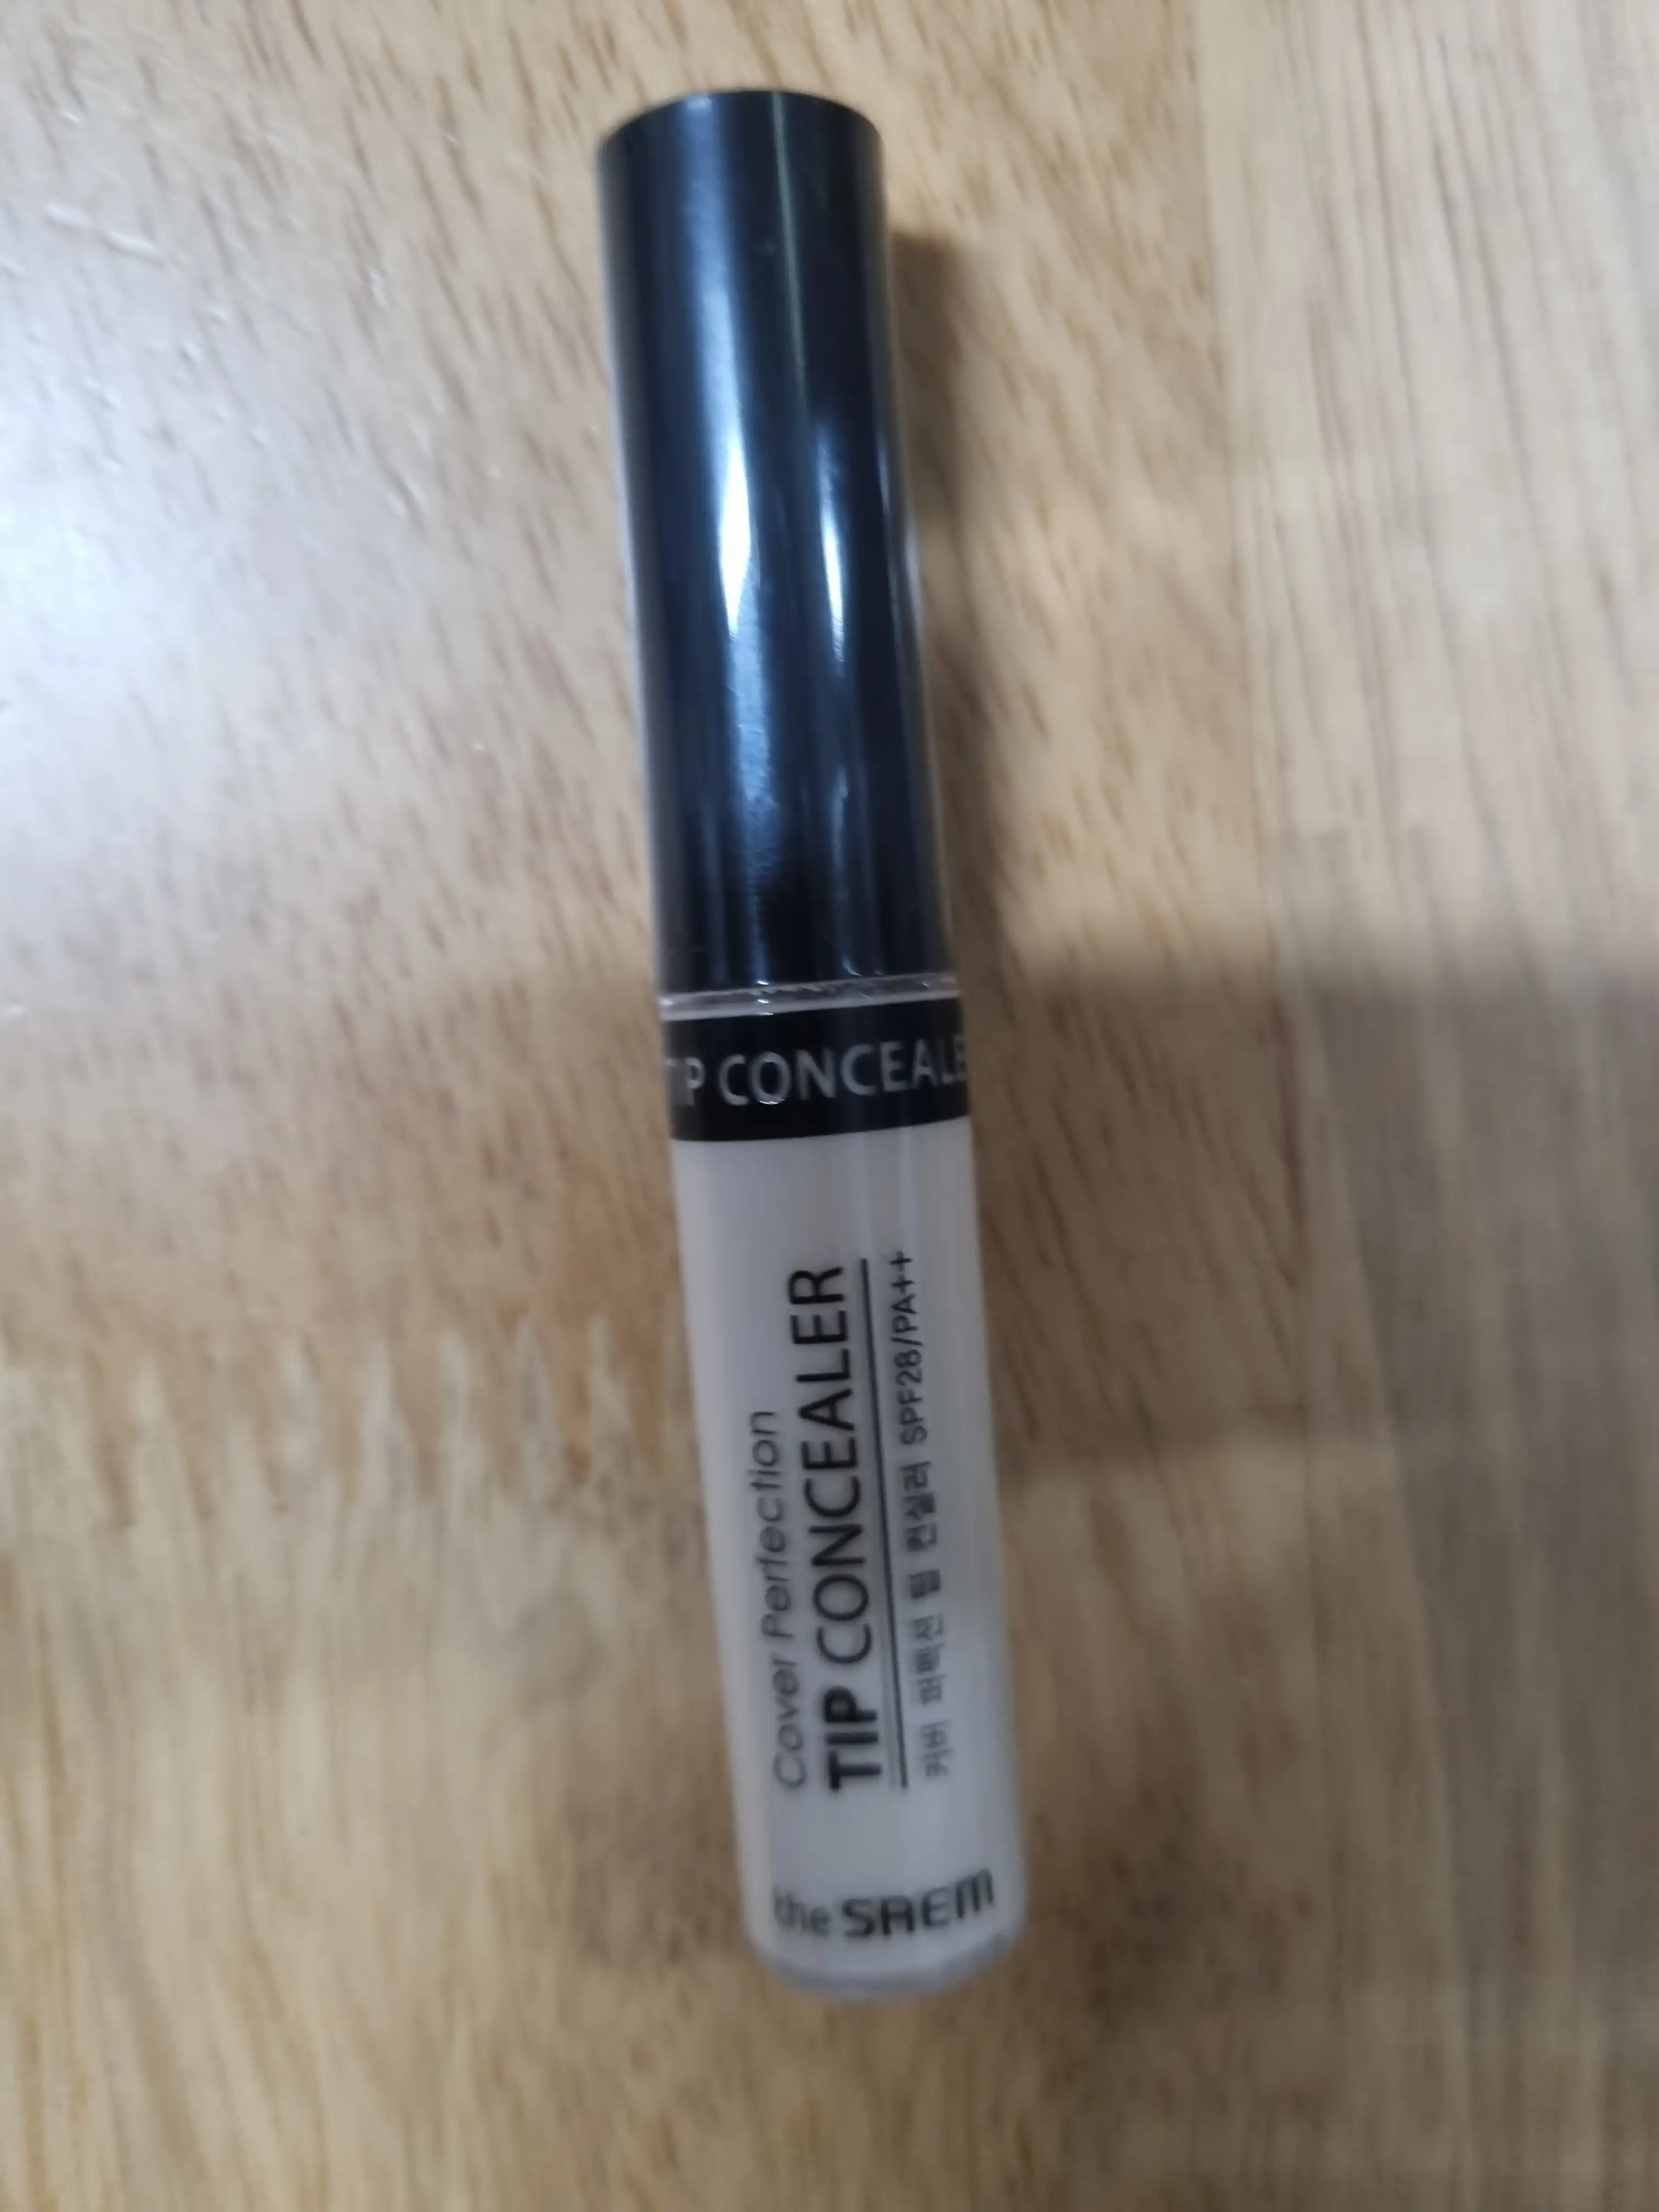 TIP CONCEALE
Cover Perfection
TIP CONCEALER
커버 퍼펙션 팁 컨실러 SPF28/PA++
the SAEM